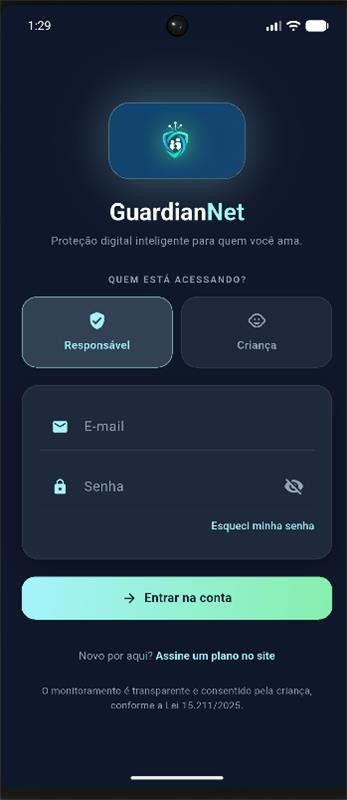 1:29
GuardianNet
Proteção digital inteligente para quem você ama.
QUEM ESTÁ ACESSANDO?
Responsável
Criança
E-mail
Senha
Esqueci minha senha
Entrar na conta
Novo por aqui? Assine um plano no site
O monitoramento é transparente e consentido pela criança,
conforme a Lei 15.211/2025.